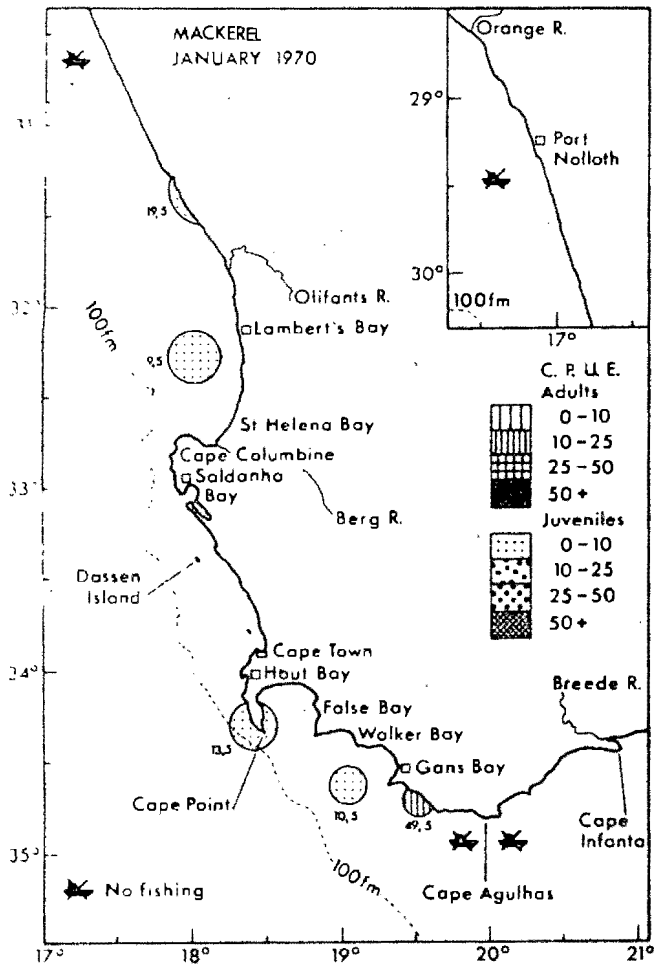 MACKEREL
JANUARY 1970
Orange R.
29°
Port
Nolloth
30°
100fm
17°
31
19,5
Olifants R.
32°
100fm
Lambert's Bay
9,5
C. P. U. E.
Adults
0-10
10-25
25-50
50+
Juveniles
0-10
10-25
25-50
50+
St Helena Bay
Cape Columbine
Saldanha
Bay
33°
Berg R.
Dassen
Island
Cape Town
34°
Hout Bay
Breede R.
False Bay
Walker Bay
13,5
Gans Bay
Cape Point
10,5
49,5
Cape
Infanta
35°
100fm
No fishing
Cape Agulhas
17°
18°
19°
20°
21°